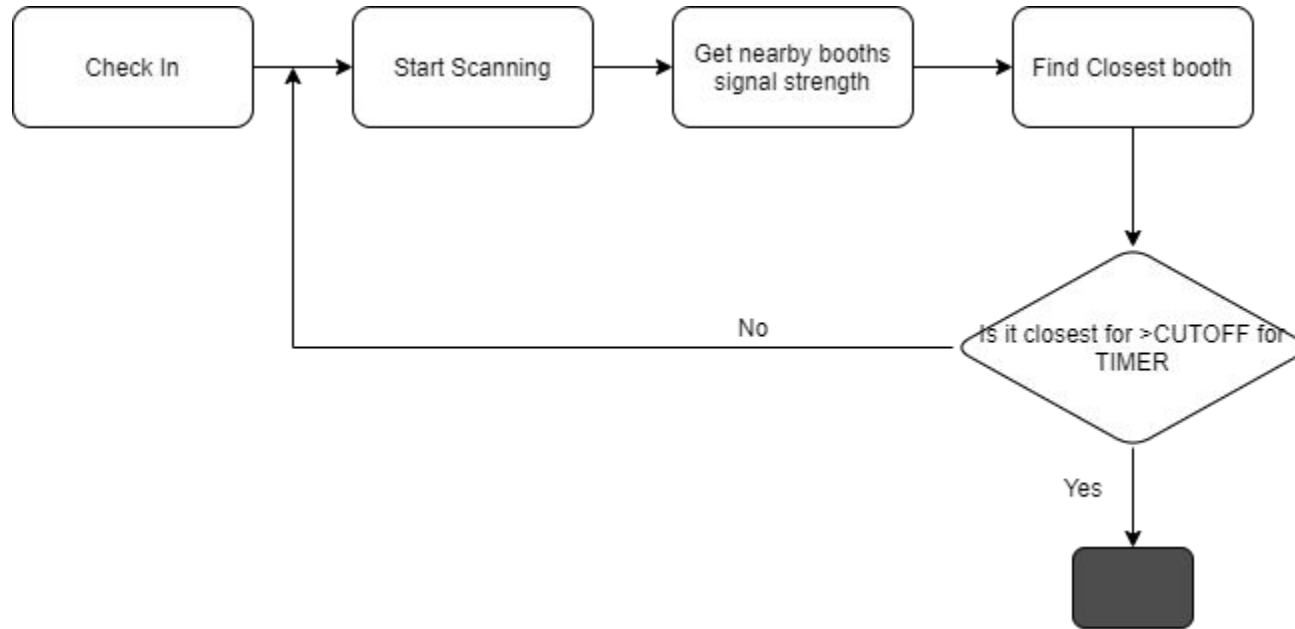 Check In
Start Scanning
Get nearby booths
signal strength
Find Closest booth
Is it closest for >CUTOFF for
TIMER
No
Yes